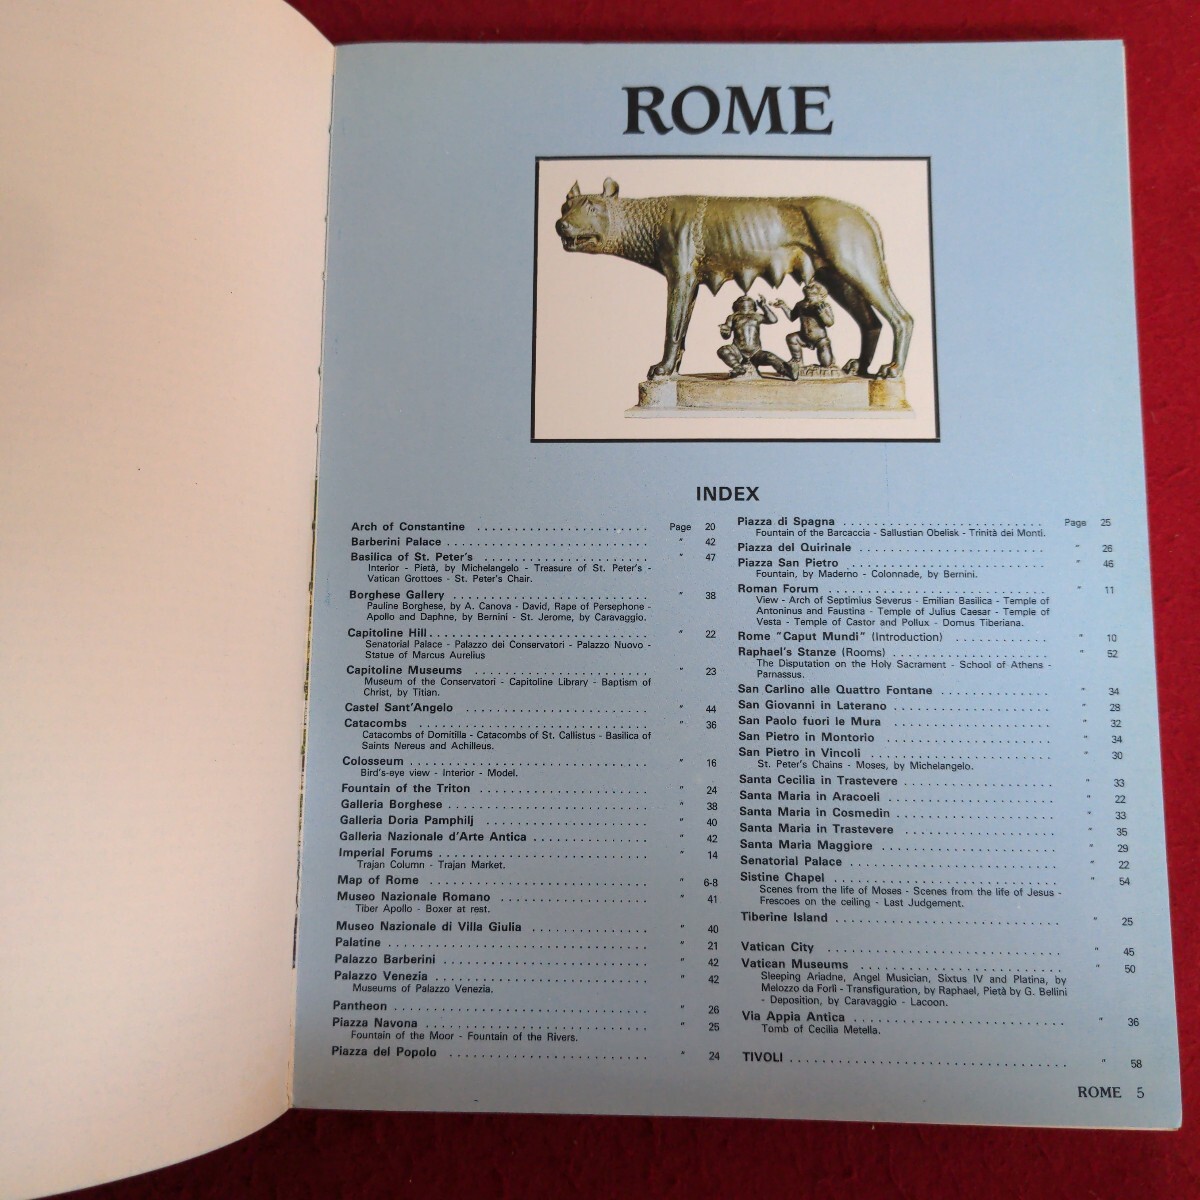 ROME
INDEX
Arch of Constantine . . . . . . . . . . . . . . . . . . . . . . . Page 20
Barberini Palace . . . . . . . . . . . . . . . . . . . . . . . . . . " 42
Basilica of St. Peter's . . . . . . . . . . . . . . . . . . . . . " 47
Interior - Pietà, by Michelangelo - Treasure of St. Peter's -
Vatican Grottoes - St. Peter's Chair.
Borghese Gallery . . . . . . . . . . . . . . . . . . . . . . . . . " 38
Pauline Borghese, by A. Canova - David, Rape of Persephone -
Apollo and Daphne, by Bernini - St. Jerome, by Caravaggio.
Capitoline Hill . . . . . . . . . . . . . . . . . . . . . . . . . . . . " 22
Senatorial Palace - Palazzo dei Conservatori - Palazzo Nuovo -
Statue of Marcus Aurelius
Capitoline Museums . . . . . . . . . . . . . . . . . . . . . . . " 23
Museum of the Conservatori - Capitoline Library - Baptism of
Christ, by Titian.
Castel Sant'Angelo . . . . . . . . . . . . . . . . . . . . . . . . " 44
Catacombs . . . . . . . . . . . . . . . . . . . . . . . . . . . . . . " 36
Catacombs of Domitilla - Catacombs of St. Callistus - Basilica of
Saints Nereus and Achilleus.
Colosseum . . . . . . . . . . . . . . . . . . . . . . . . . . . . . . . " 16
Bird's-eye view - Interior - Model.
Fountain of the Triton . . . . . . . . . . . . . . . . . . . . . . " 24
Galleria Borghese . . . . . . . . . . . . . . . . . . . . . . . . . . " 38
Galleria Doria Pamphilj . . . . . . . . . . . . . . . . . . . . . " 40
Galleria Nazionale d'Arte Antica . . . . . . . . . . . . . . . " 42
Imperial Forums . . . . . . . . . . . . . . . . . . . . . . . . . . . " 14
Trajan Column - Trajan Market.
Map of Rome . . . . . . . . . . . . . . . . . . . . . . . . . . . . " 6-8
Museo Nazionale Romano . . . . . . . . . . . . . . . . . . . " 41
Tiber Apollo - Boxer at rest.
Museo Nazionale di Villa Giulia . . . . . . . . . . . . . . . " 40
Palatine . . . . . . . . . . . . . . . . . . . . . . . . . . . . . . . . . " 21
Palazzo Barberini . . . . . . . . . . . . . . . . . . . . . . . . . . " 42
Palazzo Venezia . . . . . . . . . . . . . . . . . . . . . . . . . . . " 42
Museums of Palazzo Venezia.
Pantheon . . . . . . . . . . . . . . . . . . . . . . . . . . . . . . . . . " 26
Piazza Navona . . . . . . . . . . . . . . . . . . . . . . . . . . . . " 25
Fountain of the Moor - Fountain of the Rivers.
Piazza del Popolo . . . . . . . . . . . . . . . . . . . . . . . . . " 24
Piazza di Spagna . . . . . . . . . . . . . . . . . . . . . . . . . . Page 25
Fountain of the Barcaccia - Sallustian Obelisk - Trinità dei Monti.
Piazza del Quirinale . . . . . . . . . . . . . . . . . . . . . . . . " 26
Piazza San Pietro . . . . . . . . . . . . . . . . . . . . . . . . . . " 46
Fountain, by Maderno - Colonnade, by Bernini.
Roman Forum . . . . . . . . . . . . . . . . . . . . . . . . . . . . " 11
View - Arch of Septimius Severus - Emilian Basilica - Temple of
Antoninus and Faustina - Temple of Julius Caesar - Temple of
Vesta - Temple of Castor and Pollux - Domus Tiberiana.
Rome "Caput Mundi" (Introduction) . . . . . . . . . . . . " 10
Raphael's Stanze (Rooms) . . . . . . . . . . . . . . . . . . . . " 52
The Disputation on the Holy Sacrament - School of Athens -
Parnassus.
San Carlino alle Quattro Fontane . . . . . . . . . . . . . . " 34
San Giovanni in Laterano . . . . . . . . . . . . . . . . . . . . . " 28
San Paolo fuori le Mura . . . . . . . . . . . . . . . . . . . . . " 32
San Pietro in Montorio . . . . . . . . . . . . . . . . . . . . . . " 34
San Pietro in Vincoli . . . . . . . . . . . . . . . . . . . . . . . . " 30
St. Peter's Chains - Moses, by Michelangelo.
Santa Cecilia in Trastevere . . . . . . . . . . . . . . . . . . . . " 33
Santa Maria in Aracoeli . . . . . . . . . . . . . . . . . . . . . . " 22
Santa Maria in Cosmedin . . . . . . . . . . . . . . . . . . . . . " 33
Santa Maria in Trastevere . . . . . . . . . . . . . . . . . . . . " 35
Santa Maria Maggiore . . . . . . . . . . . . . . . . . . . . . . . " 29
Senatorial Palace . . . . . . . . . . . . . . . . . . . . . . . . . . . " 22
Sistine Chapel . . . . . . . . . . . . . . . . . . . . . . . . . . . . . " 54
Scenes from the life of Moses - Scenes from the life of Jesus -
Frescoes on the ceiling - Last Judgement.
Tiberine Island . . . . . . . . . . . . . . . . . . . . . . . . . . . . . " 25
Vatican City . . . . . . . . . . . . . . . . . . . . . . . . . . . . . . " 45
Vatican Museums . . . . . . . . . . . . . . . . . . . . . . . . . . " 50
Sleeping Ariadne, Angel Musician, Sixtus IV and Platina, by
Melozzo da Forlì - Transfiguration, by Raphael, Pietà by G. Bellini
- Deposition, by Caravaggio - Lacoon.
Via Appia Antica . . . . . . . . . . . . . . . . . . . . . . . . . . . " 36
Tomb of Cecilia Metella.
TIVOLI . . . . . . . . . . . . . . . . . . . . . . . . . . . . . . . . . . . " 58
ROME 5